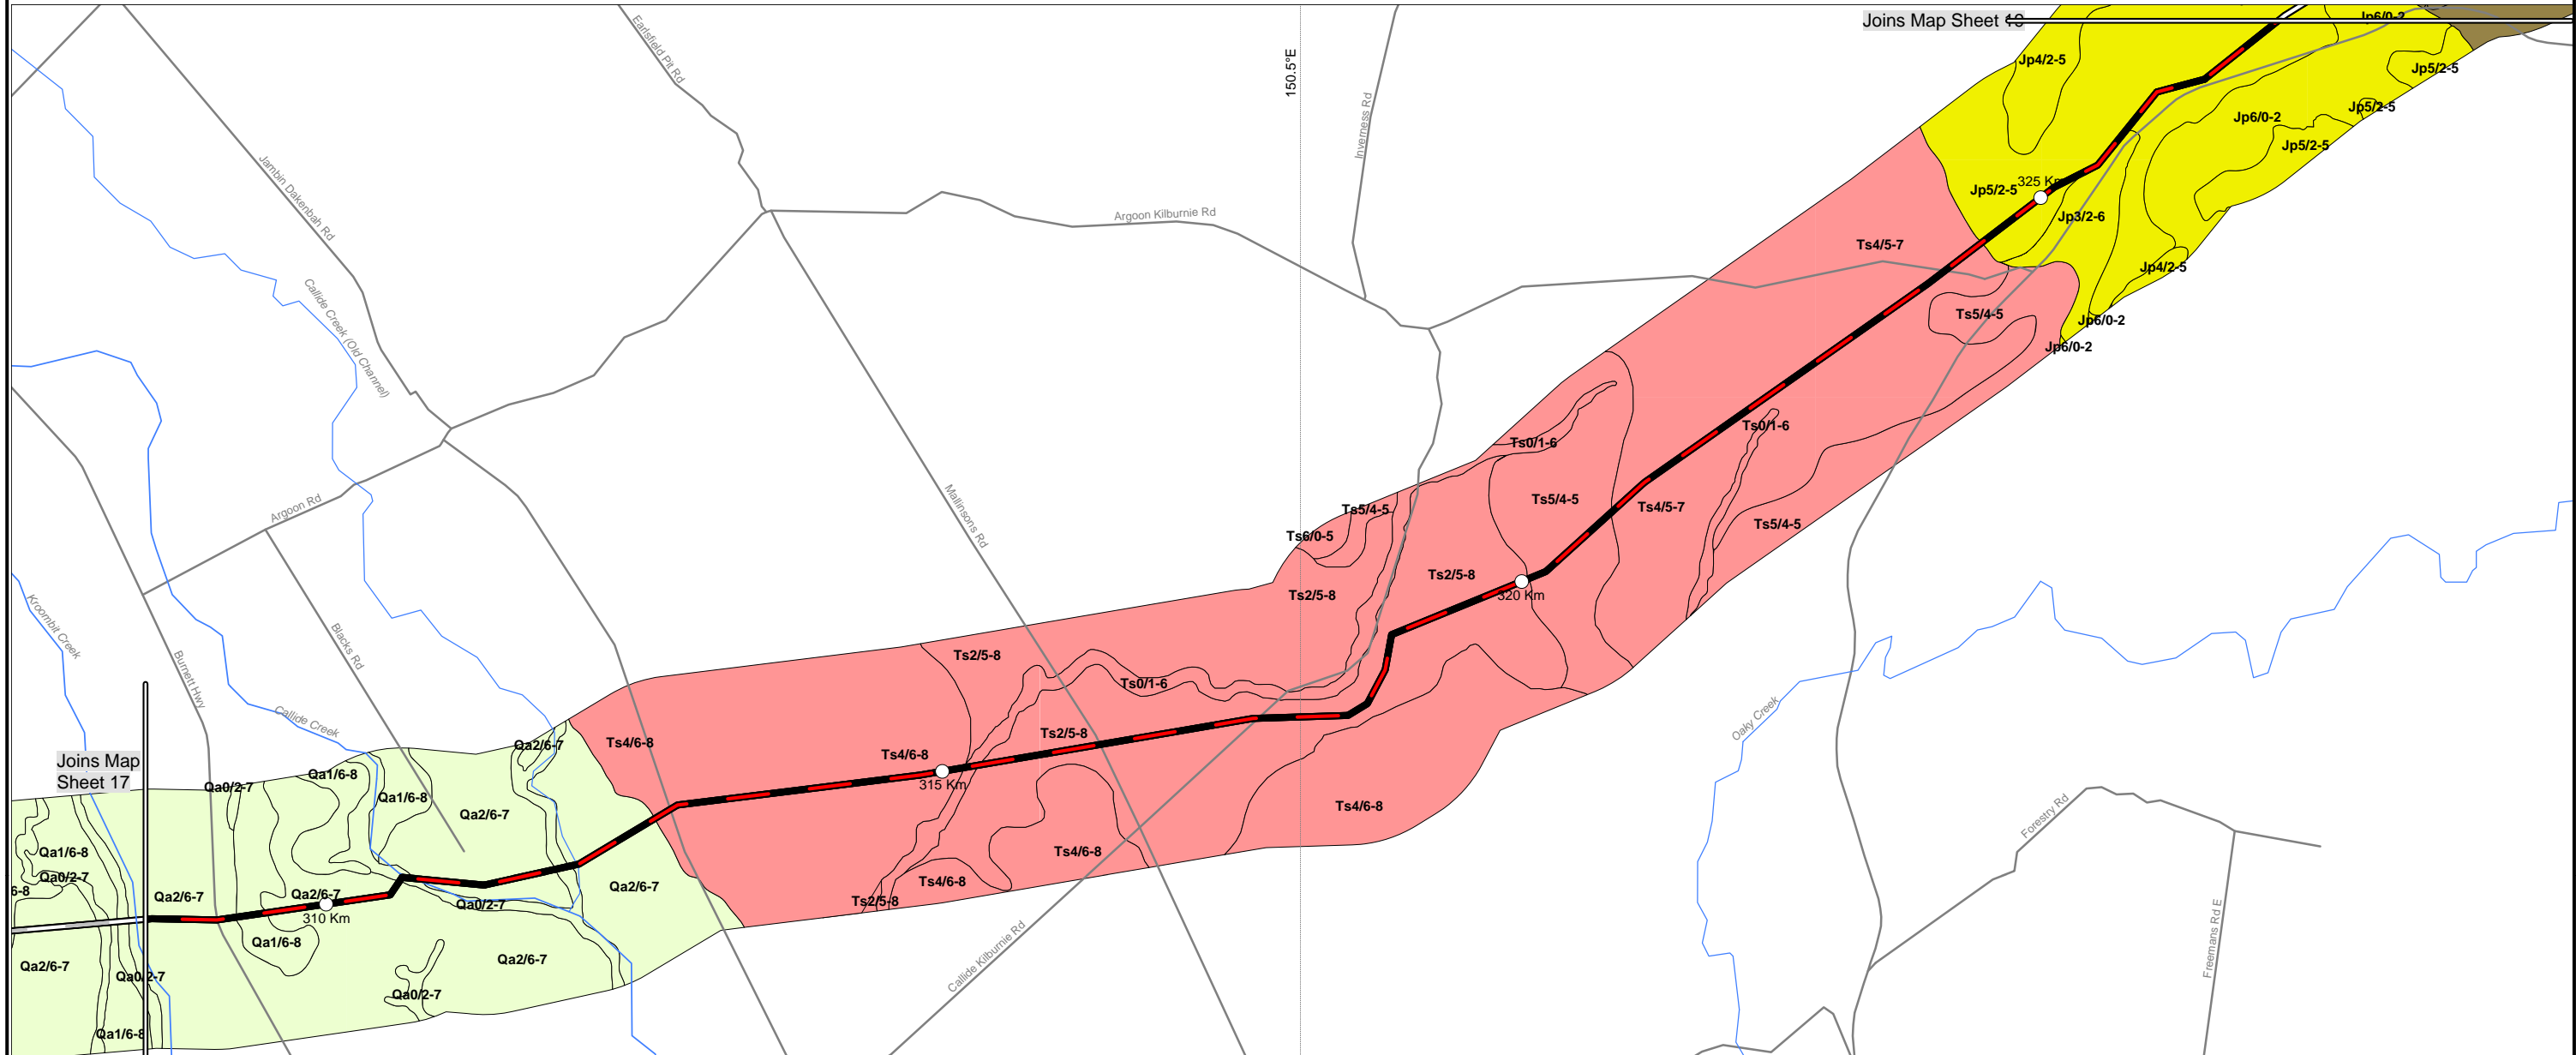 Joins Map Sheet 19
Jp6/0-2
Earlsfield Pit Rd
150.5°E
Jp4/2-5
Jp5/2-5
Inverness Rd
Jp5/2-5
Jp6/0-2
Jp5/2-5
Jambin Dakenbah Rd
325 Km
Jp5/2-5
Argoon Kilburnie Rd
Jp3/2-6
Ts4/5-7
Jp4/2-5
Callide Creek (Old Channel)
Ts5/4-5
Jp6/0-2
Jp6/0-2
Ts0/1-6
Ts0/1-6
Mallinsons Rd
Argoon Rd
Ts5/4-5
Ts5/4-5
Ts4/5-7
Ts5/4-5
Ts6/0-5
Ts2/5-8
Ts2/5-8
320 Km
Kroombit Creek
Blacks Rd
Burnett Hwy
Ts2/5-8
Ts0/1-6
Callide Creek
Oaky Creek
Ts2/5-8
Qa2/6-7
Ts4/6-8
Ts4/6-8
Joins Map
Sheet 17
Qa1/6-8
Qa0/2-7
315 Km
Qa1/6-8
Ts4/6-8
Qa2/6-7
Forestry Rd
Qa1/6-8
Ts4/6-8
Qa0/2-7
6-8
Ts4/6-8
Qa2/6-7
Qa2/6-7
Qa2/6-7
Ts2/5-8
Qa0/2-7
310 Km
Freemans Rd E
Qa1/6-8
Callide Kilburnie Rd
Qa2/6-7
Qa2/6-7
Qa0/2-7
Qa0/2-7
Qa1/6-8